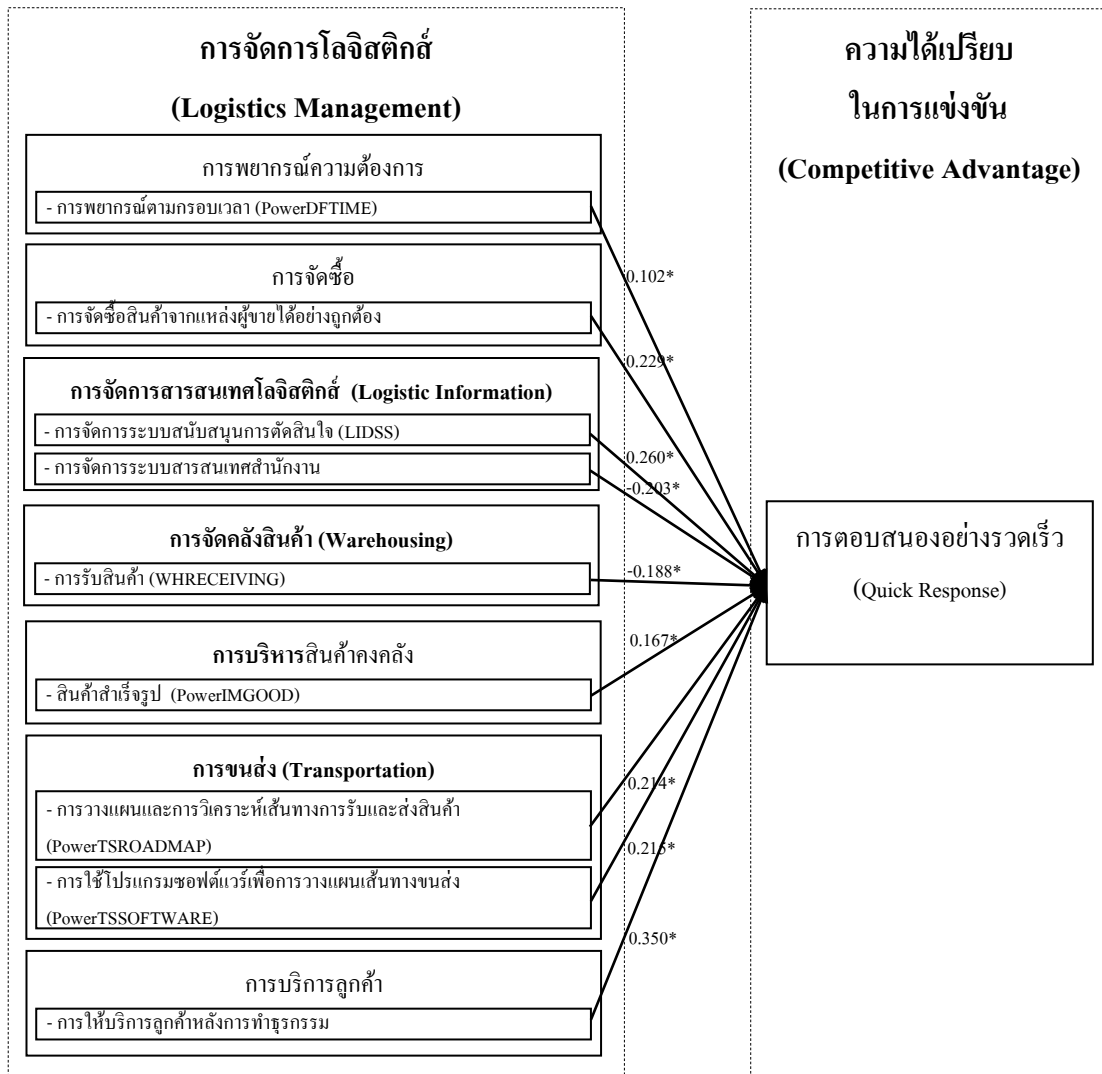 การจัดการโลจิสติกส์
(Logistics Management)
การพยากรณ์ความต้องการ
- การพยากรณ์ตามกรอบเวลา (PowerDFTIME)
การจัดซื้อ
- การจัดซื้อสินค้าจากแหล่งผู้ขายได้อย่างถูกต้อง
การจัดการสารสนเทศโลจิสติกส์ (Logistic Information)
- การจัดการระบบสนับสนุนการตัดสินใจ (LIDSS)
- การจัดการระบบสารสนเทศสำนักงาน
การจัดคลังสินค้า (Warehousing)
- การรับสินค้า (WHRECEIVING)
การบริหารสินค้าคงคลัง
- สินค้าสำเร็จรูป (PowerIMGOOD)
การขนส่ง (Transportation)
- การวางแผนและการวิเคราะห์เส้นทางการรับและส่งสินค้า
(PowerTSROADMAP)
- การใช้โปรแกรมซอฟต์แวร์เพื่อการวางแผนเส้นทางขนส่ง
(PowerTSSOFTWARE)
การบริการลูกค้า
- การให้บริการลูกค้าหลังการทำธุรกรรม
0.102*
0.229*
0.260*
-0.203*
-0.188*
0.167*
0.214*
0.215*
0.350*
ความได้เปรียบ
ในการแข่งขัน
(Competitive Advantage)
การตอบสนองอย่างรวดเร็ว
(Quick Response)